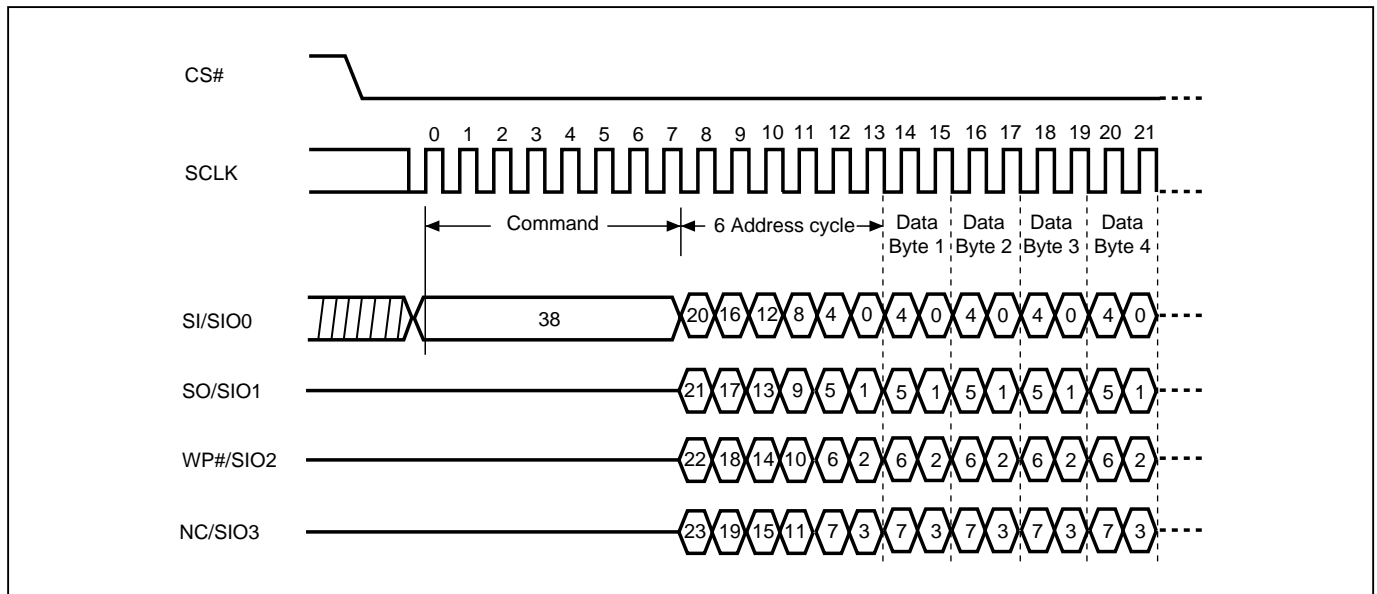 CS#
0 1 2 3 4 5 6 7 8 9 10 11 12 13 14 15 16 17 18 19 20 21
SCLK
Command 6 Address cycle Data Data Data Data
Byte 1 Byte 2 Byte 3 Byte 4
SI/SIO0 38 20 16 12 8 4 0 4 0 4 0 4 0 4 0
SO/SIO1 21 17 13 9 5 1 5 1 5 1 5 1 5 1
WP#/SIO2 22 18 14 10 6 2 6 2 6 2 6 2 6 2
NC/SIO3 23 19 15 11 7 3 7 3 7 3 7 3 7 3